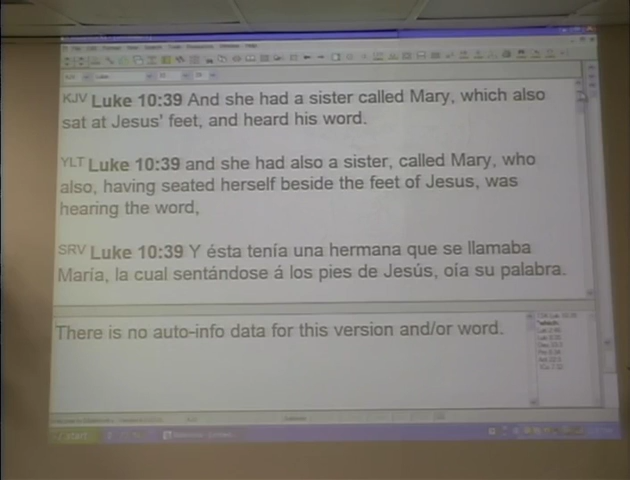 KJV Luke 10:39 And she had a sister called Mary, which also
sat at Jesus' feet, and heard his word.
YLT Luke 10:39 and she had also a sister, called Mary, who
also, having seated herself beside the feet of Jesus, was
hearing the word,
SRV Luke 10:39 Y ésta tenía una hermana que se llamaba
María, la cual sentándose á los pies de Jesús, oía su palabra.
There is no auto-info data for this version and/or word.
start